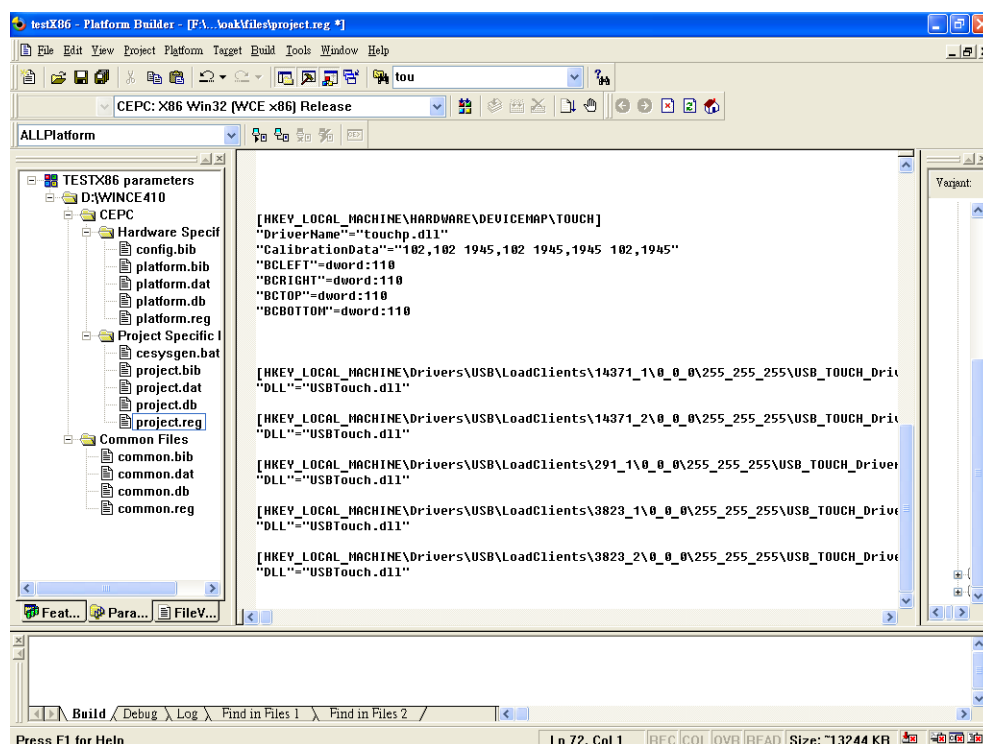 testX86 - Platform Builder - [F:\...\oak\files\project.reg *]
File Edit View Project Platform Target Build Tools Window Help
tou
CEPC: X86 Win32 (WCE x86) Release
ALLPlatform
TESTX86 parameters
D:\WINCE410
CEPC
Hardware Specif
config.bib
platform.bib
platform.dat
platform.db
platform.reg
Project Specific I
cesysgen.bat
project.bib
project.dat
project.db
project.reg
Common Files
common.bib
common.dat
common.db
common.reg
Feat... Para... FileV...
[HKEY_LOCAL_MACHINE\HARDWARE\DEVICEMAP\TOUCH]
"DriverName"="touchp.dll"
"CalibrationData"="102,102 1945,102 1945,1945 102,1945"
"BCLEFT"=dword:110
"BCRIGHT"=dword:110
"BCTOP"=dword:110
"BCBOTTOM"=dword:110
[HKEY_LOCAL_MACHINE\Drivers\USB\LoadClients\14371_1\0_0_0\255_255_255\USB_TOUCH_Driv
"DLL"="USBTouch.dll"
[HKEY_LOCAL_MACHINE\Drivers\USB\LoadClients\14371_2\0_0_0\255_255_255\USB_TOUCH_Driv
"DLL"="USBTouch.dll"
[HKEY_LOCAL_MACHINE\Drivers\USB\LoadClients\291_1\0_0_0\255_255_255\USB_TOUCH_Driver
"DLL"="USBTouch.dll"
[HKEY_LOCAL_MACHINE\Drivers\USB\LoadClients\3823_1\0_0_0\255_255_255\USB_TOUCH_Drive
"DLL"="USBTouch.dll"
[HKEY_LOCAL_MACHINE\Drivers\USB\LoadClients\3823_2\0_0_0\255_255_255\USB_TOUCH_Drive
"DLL"="USBTouch.dll"
Variant:
Build Debug Log Find in Files 1 Find in Files 2
Press F1 for Help
Ln 72, Col 1 REC COL OVR READ Size: ~13244 KB